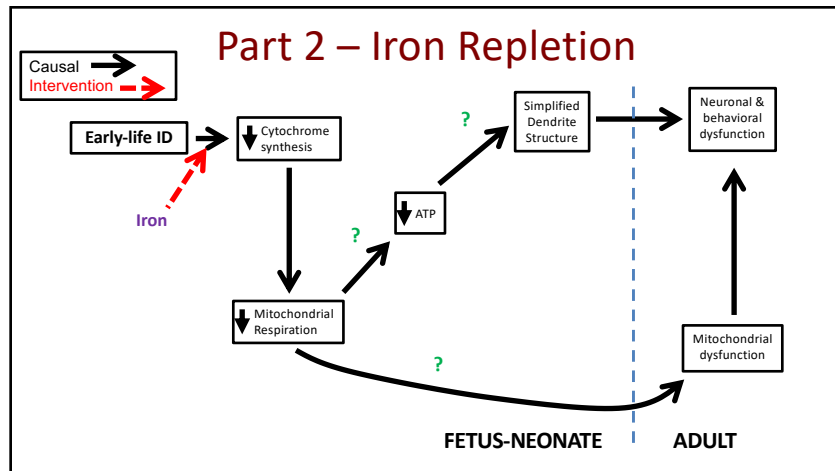 Part 2 – Iron Repletion
Causal
Intervention
Early-life ID
Cytochrome
synthesis
Iron
?
ATP
?
Simplified
Dendrite
Structure
Neuronal &
behavioral
dysfunction
Mitochondrial
Respiration
?
Mitochondrial
dysfunction
FETUS-NEONATE
ADULT